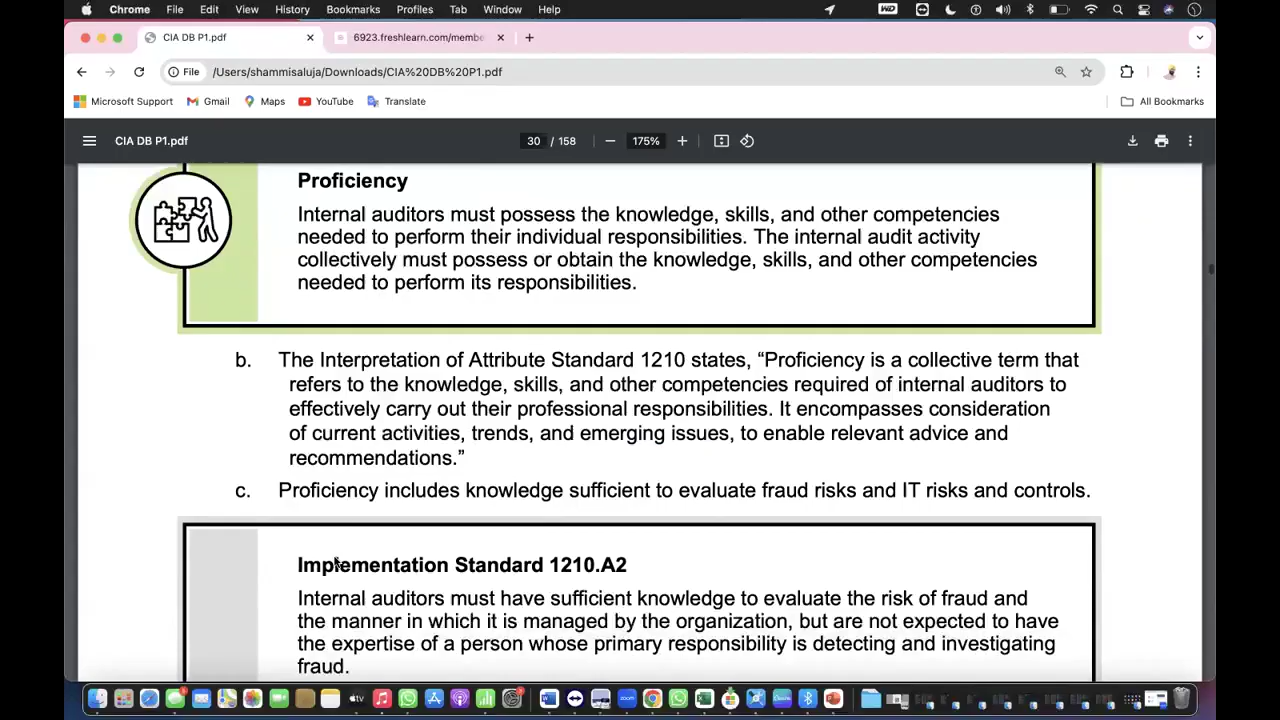 Chrome File Edit View History Bookmarks Profiles Tab Window Help
CIA DB P1.pdf
6923.freshlearn.com/membe
File /Users/shammisaluja/Downloads/CIA%20DB%20P1.pdf
Microsoft Support Gmail Maps YouTube Translate All Bookmarks
CIA DB P1.pdf 30 / 158 175%
Proficiency
Internal auditors must possess the knowledge, skills, and other competencies
needed to perform their individual responsibilities. The internal audit activity
collectively must possess or obtain the knowledge, skills, and other competencies
needed to perform its responsibilities.
b. The Interpretation of Attribute Standard 1210 states, “Proficiency is a collective term that
refers to the knowledge, skills, and other competencies required of internal auditors to
effectively carry out their professional responsibilities. It encompasses consideration
of current activities, trends, and emerging issues, to enable relevant advice and
recommendations.”
c. Proficiency includes knowledge sufficient to evaluate fraud risks and IT risks and controls.
Implementation Standard 1210.A2
Internal auditors must have sufficient knowledge to evaluate the risk of fraud and
the manner in which it is managed by the organization, but are not expected to have
the expertise of a person whose primary responsibility is detecting and investigating
fraud.